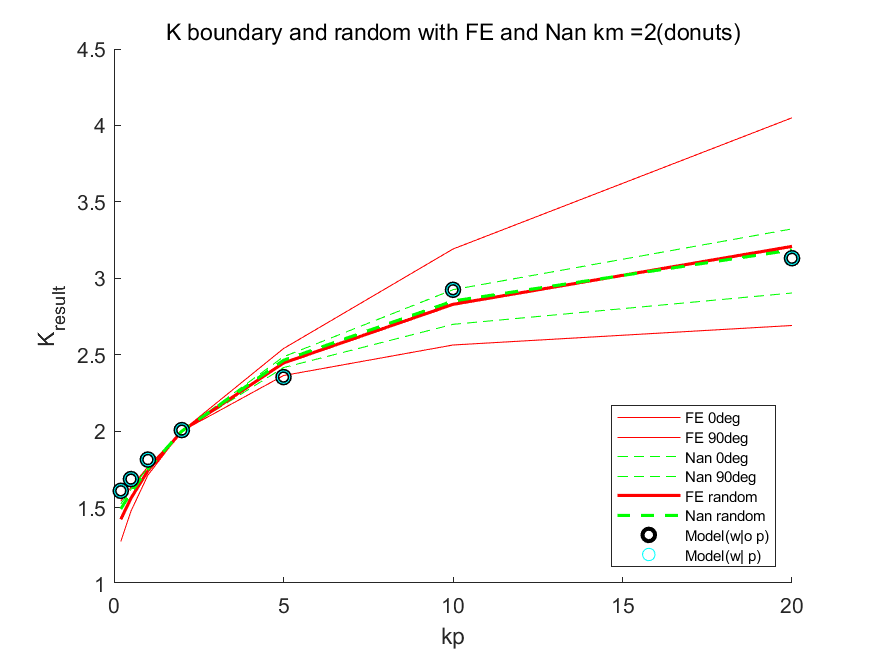 K boundary and random with FE and Nan km =2(donuts)
4.5
4
3.5
3
2.5
2
1.5
1
K_result
0
5
10
15
20
kp
FE 0deg
FE 90deg
Nan 0deg
Nan 90deg
FE random
Nan random
Model(w|o p)
Model(w| p)